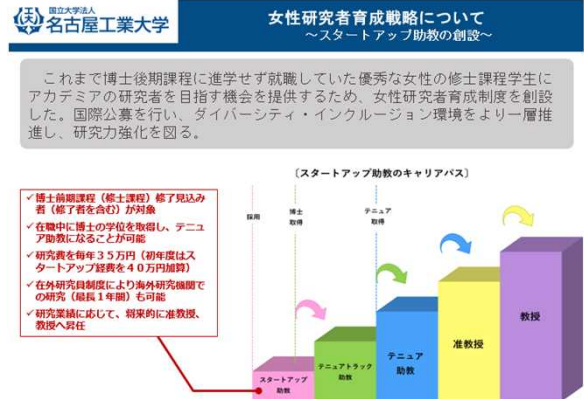 国立大学法人
名古屋工業大学
女性研究者育成戦略について
～スタートアップ助教の創設～
これまで博士後期課程に進学せず就職していた優秀な女性の修士課程学生に
アカデミアの研究者を目指す機会を提供するため、女性研究者育成制度を創設
した。国際公募を行い、ダイバーシティ・インクルージョン環境をより一層推
進し、研究力強化を図る。
〔スタートアップ助教のキャリアパス〕
✓博士前期課程（修士課程）修了見込み
者（修了者を含む）が対象
✓在職中に博士の学位を取得し、テニュ
ア助教になることが可能
✓研究費を毎年３５万円（初年度はス
タートアップ経費を４０万円加算）
✓在外研究員制度により海外研究機関で
の研究（最長１年間）も可能
✓研究業績に応じて、将来的に准教授、
教授へ昇任
採用
博士
取得
テニュア
取得
スタートアップ
助教
テニュアトラック
助教
テニュア
助教
准教授
教授